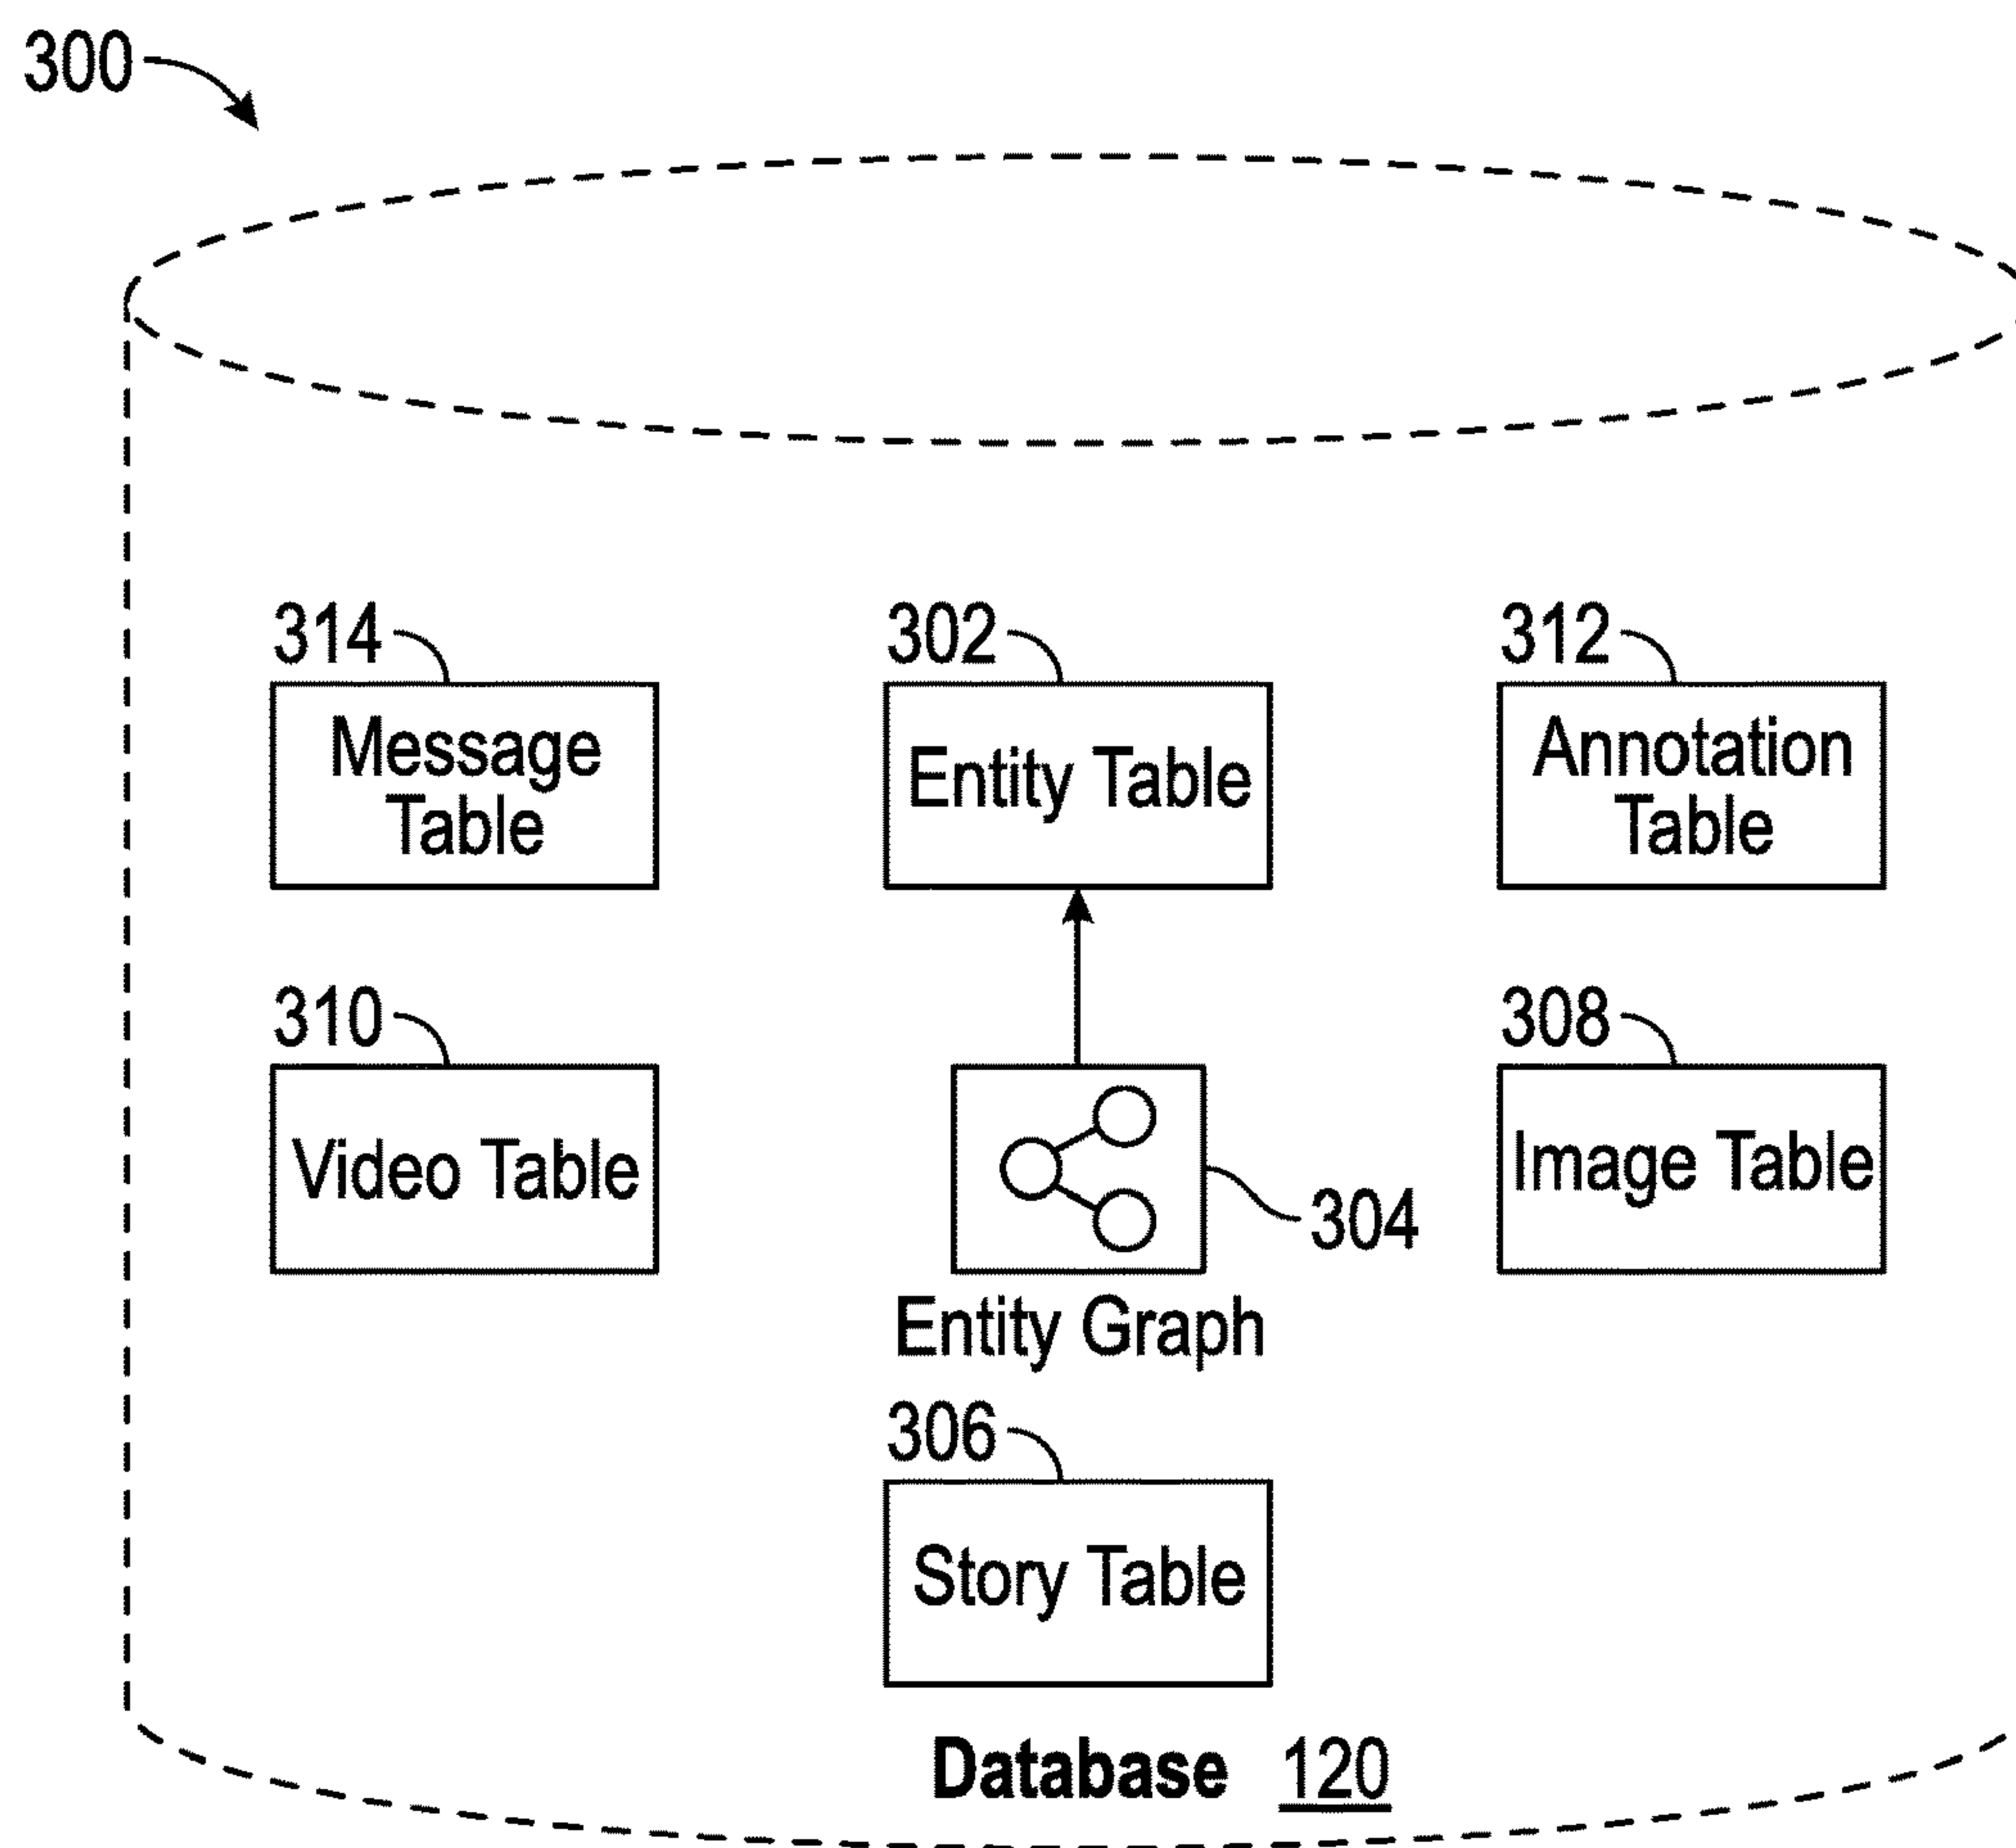 300
314
302
312
Message
Table
Entity Table
Annotation
Table
310
308
Video Table
Image Table
304
Entity Graph
306
Story Table
Database 120